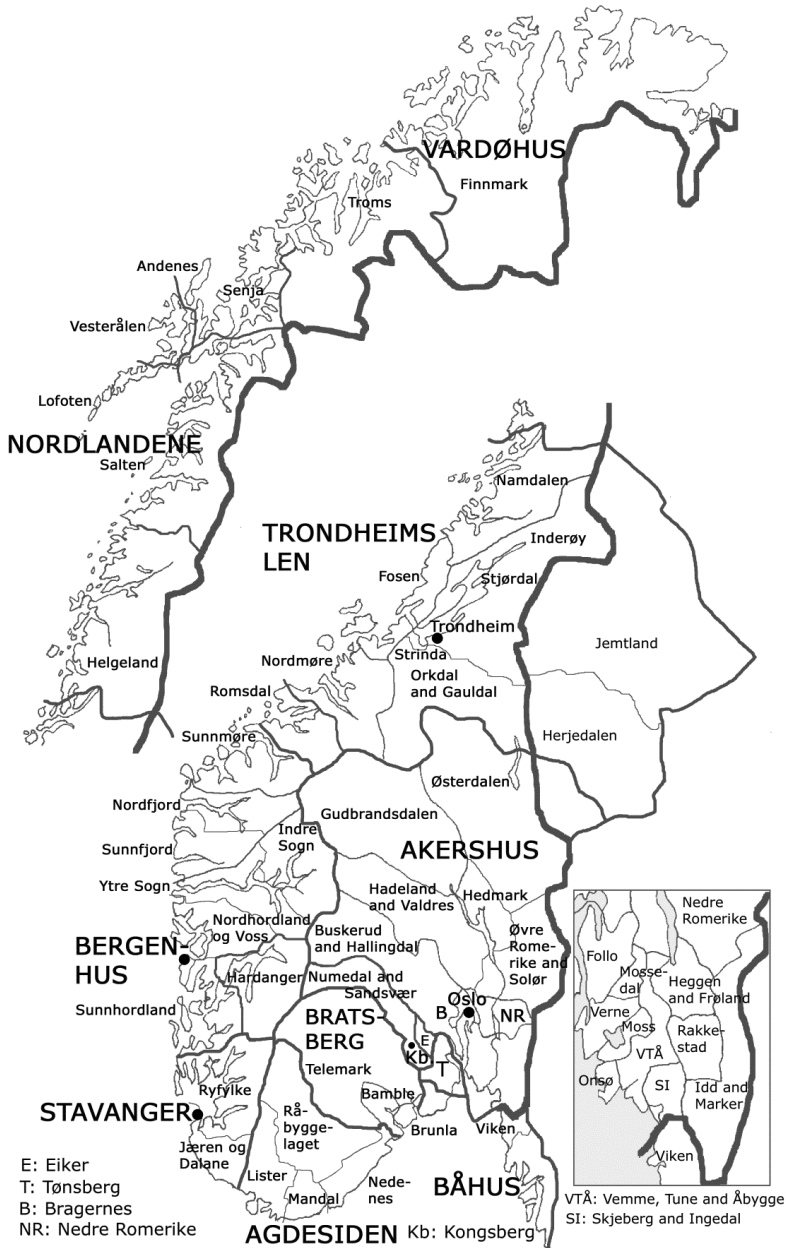 VARDØHUS
Finnmark
Troms
Andenes
Senja
Vesterålen
Lofoten
NORDLANDENE
Salten
Helgeland
Namdalen
TRONDHEIMS
LEN
Inderøy
Fosen
Stjørdal
Trondheim
Strinda
Jemtland
Nordmøre
Orkdal
and Gauldal
Romsdal
Sunnmøre
Herjedalen
Østerdalen
Nordfjord
Gudbrandsdalen
Indre
Sogn
Sunnfjord
AKERSHUS
Ytre Sogn
Hadeland
and Valdres
Hedmark
Nordhordland
og Voss
Buskerud
and Hallingdal
Øvre
Rome-
rike and
Solør
BERGEN-
HUS
Hardanger
Numedal and
Sandsvær
Sunnhordland
Øslo
B
NR
BRATS-
BERG
E
Kb
T
Telemark
Bamble
Ryfylke
STAVANGER
Rå-
bygge-
laget
Brunla
Viken
Jæren og
Dalane
Lister
Nede-
nes
Mandal
BÅHUS
AGDESIDEN
E: Eiker
T: Tønsberg
B: Bragernes
NR: Nedre Romerike
Kb: Kongsberg
Nedre
Romerike
Follo
Mosse-
dal
Heggen
and Frøland
Verne
Moss
Rakke-
stad
VTÅ
Onsø
SI
Idd and
Marker
Viken
VTÅ: Vemme, Tune and Åbygge
SI: Skjeberg and Ingedal